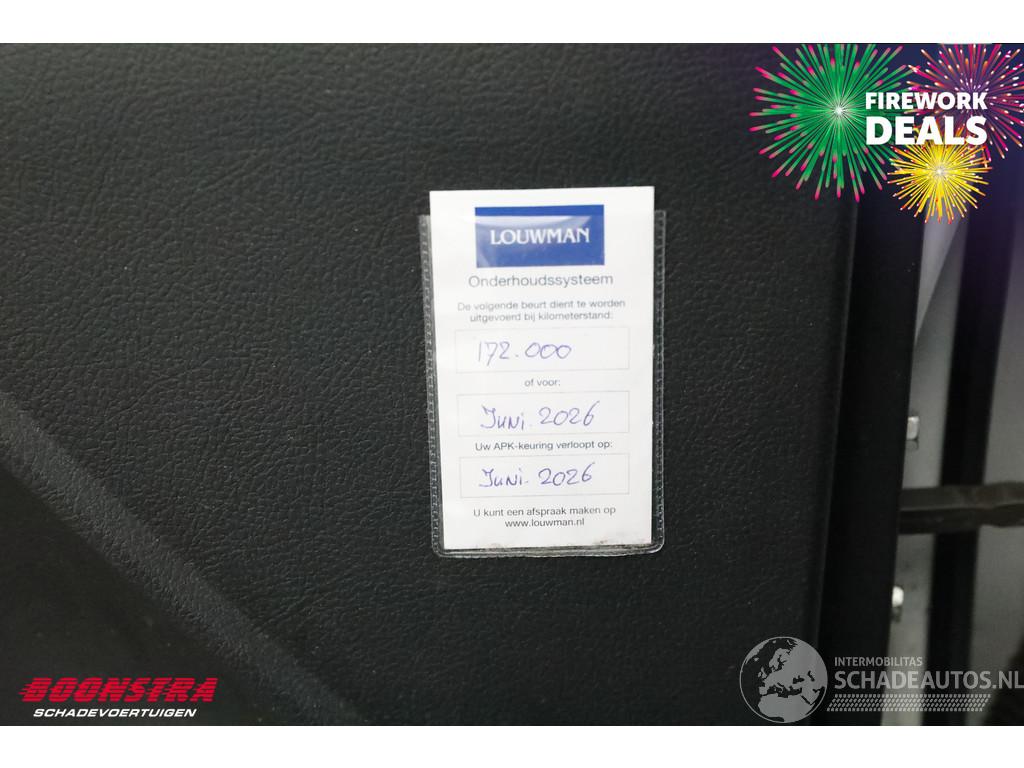 FIREWORK
DEALS
LOUWMAN
Onderhoudssysteem
De volgende beurt dient te worden
uitgevoerd bij kilometerstand:
172.000
of voor:
Juni. 2026
Uw APK-keuring verloopt op:
Juni. 2026
U kunt een afspraak maken op
www.louwman.nl
BOONSTRA
SCHADEVOERTUIGEN
INTERMOBILITAS
SCHADEAUTOS.NL